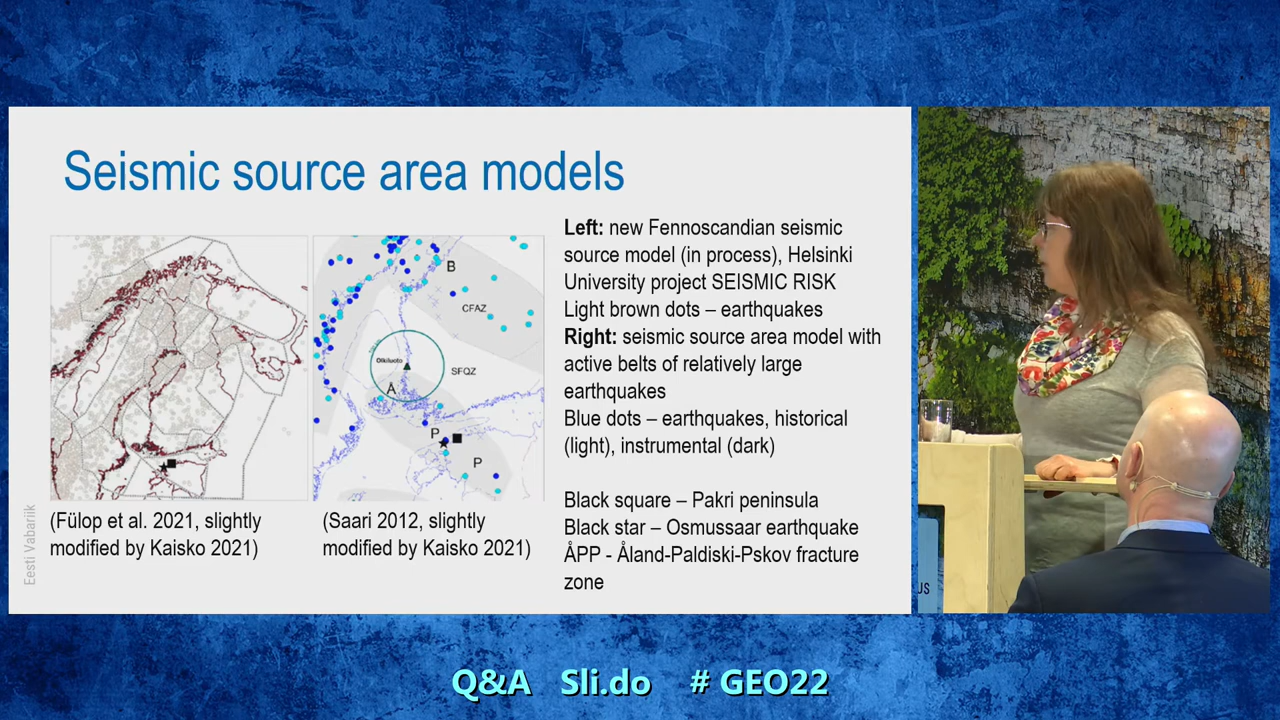 Seismic source area models
B
CFAZ
Olkiluoto
SFQZ
A
P
P
Left: new Fennoscandian seismic
source model (in process), Helsinki
University project SEISMIC RISK
Light brown dots – earthquakes
Right: seismic source area model with
active belts of relatively large
earthquakes
Blue dots – earthquakes, historical
(light), instrumental (dark)
Black square – Pakri peninsula
Black star – Osmussaar earthquake
ÅPP - Åland-Paldiski-Pskov fracture
zone
(Fülop et al. 2021, slightly
modified by Kaisko 2021)
(Saari 2012, slightly
modified by Kaisko 2021)
Eesti Vabariik
US
Q&A Sli.do # GEO22